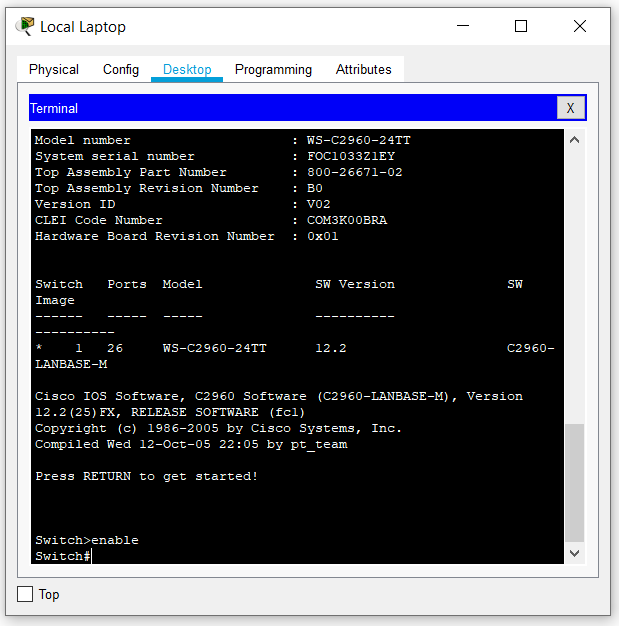 Local Laptop
Physical Config Desktop Programming Attributes
Terminal X
Model number : WS-C2960-24TT
System serial number : FOC1033Z1EY
Top Assembly Part Number : 800-26671-02
Top Assembly Revision Number : B0
Version ID : V02
CLEI Code Number : COM3K00BRA
Hardware Board Revision Number : 0x01
Switch Ports Model SW Version SW
Image
------ ----- ----- ----------
----------
* 1 26 WS-C2960-24TT 12.2 C2960-
LANBASE-M
Cisco IOS Software, C2960 Software (C2960-LANBASE-M), Version
12.2(25)FX, RELEASE SOFTWARE (fc1)
Copyright (c) 1986-2005 by Cisco Systems, Inc.
Compiled Wed 12-Oct-05 22:05 by pt_team
Press RETURN to get started!
Switch>enable
Switch#
Top